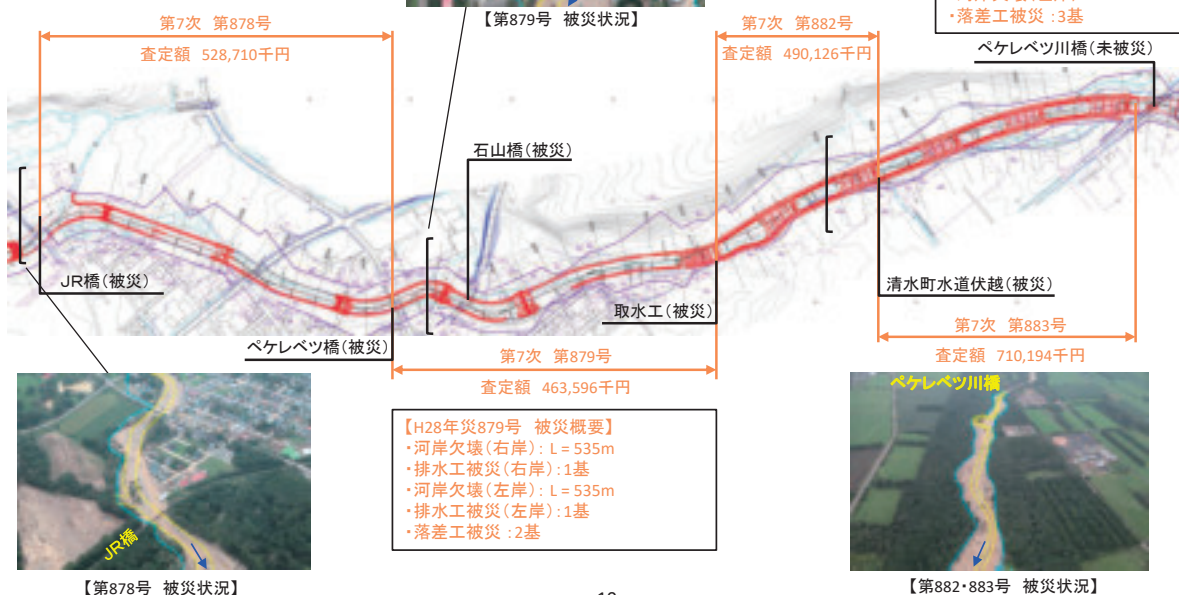 【第879号 被災状況】
・落差工被災：3基
第7次 第878号
査定額 528,710千円
第7次 第882号
査定額 490,126千円
ペケレベツ川橋(未被災)
石山橋(被災)
JR橋(被災)
ペケレベツ橋(被災)
取水工(被災)
清水町水道伏越(被災)
第7次 第879号
査定額 463,596千円
第7次 第883号
査定額 710,194千円
【H28年災879号 被災概要】
・河岸欠壊(右岸)：L＝535m
・排水工被災(右岸)：1基
・河岸欠壊(左岸)：L＝535m
・排水工被災(左岸)：1基
・落差工被災：2基
JR橋
【第878号 被災状況】
ペケレベツ川橋
【第882・883号 被災状況】